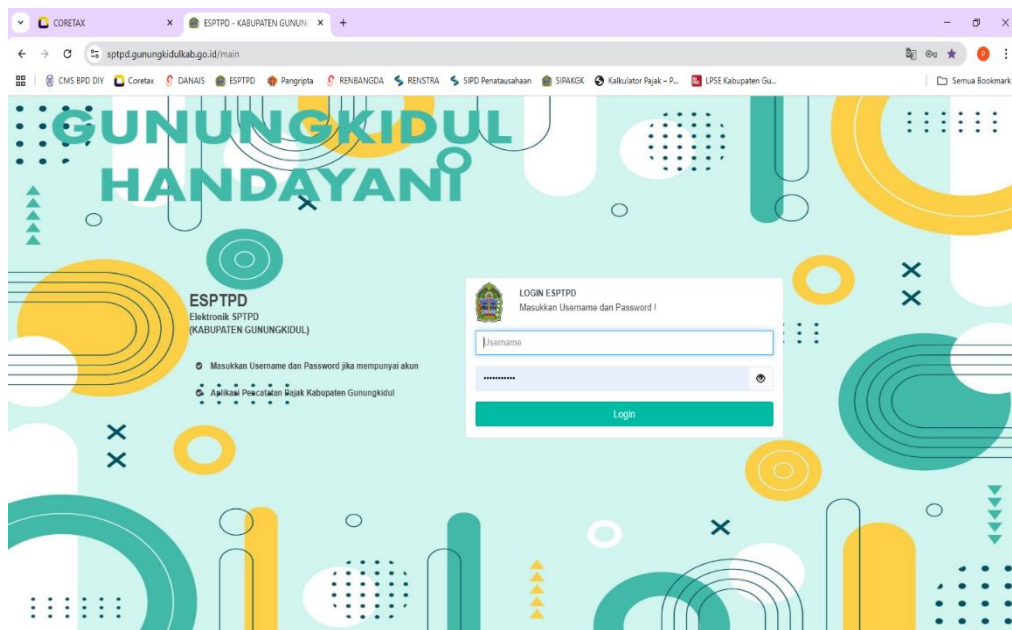 CORETAX
ESPTPD - KABUPATEN GUNUN
sptpd.gunungkidulkab.go.id/main
CMS BPD DIY Coretax DANAIS ESPTPD Pangripta RENBANGDA RENSTRA SIPD Penatausahaan SIPAKGK Kalkulator Pajak – P... LPSE Kabupaten Gu... Semua Bookmark
GUNUNGKIDUL
HANDAYANI
ESPTPD
Elektronik SPTPD
(KABUPATEN GUNUNGKIDUL)
Masukkan Username dan Password jika mempunyai akun
Aplikasi Pencatatan Pajak Kabupaten Gunungkidul
LOGIN ESPTPD
Masukkan Username dan Password !
Username
Login